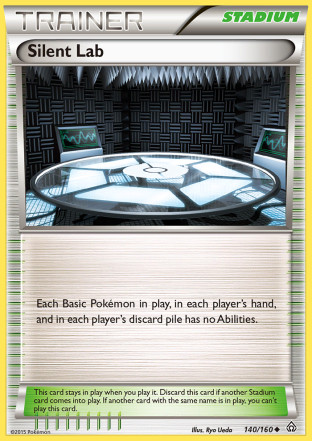 TRAINER STADIUM
Silent Lab
Each Basic Pokémon in play, in each player's hand,
and in each player's discard pile has no Abilities.
This card stays in play when you play it. Discard this card if another Stadium
card comes into play. If another card with the same name is in play, you can't
play this card.
©2015 Pokémon Illus. Ryo Ueda 140/160